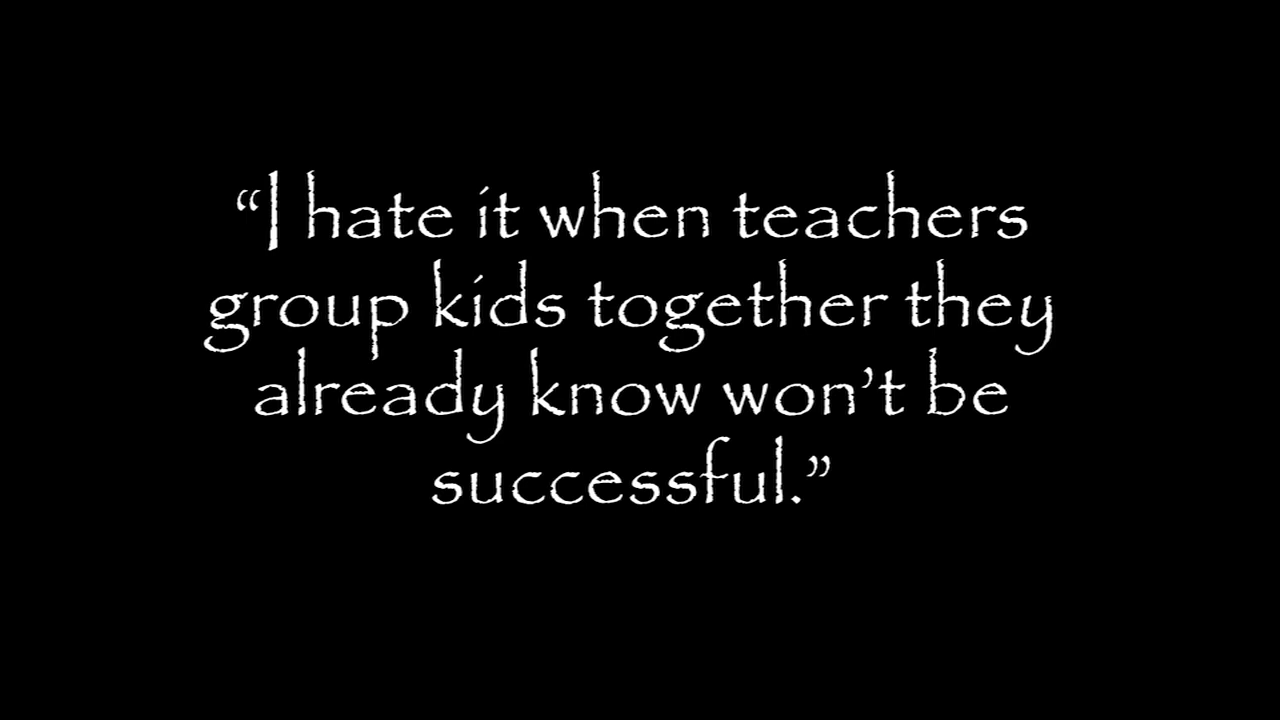 “I hate it when teachers
group kids together they
already know won’t be
successful.”